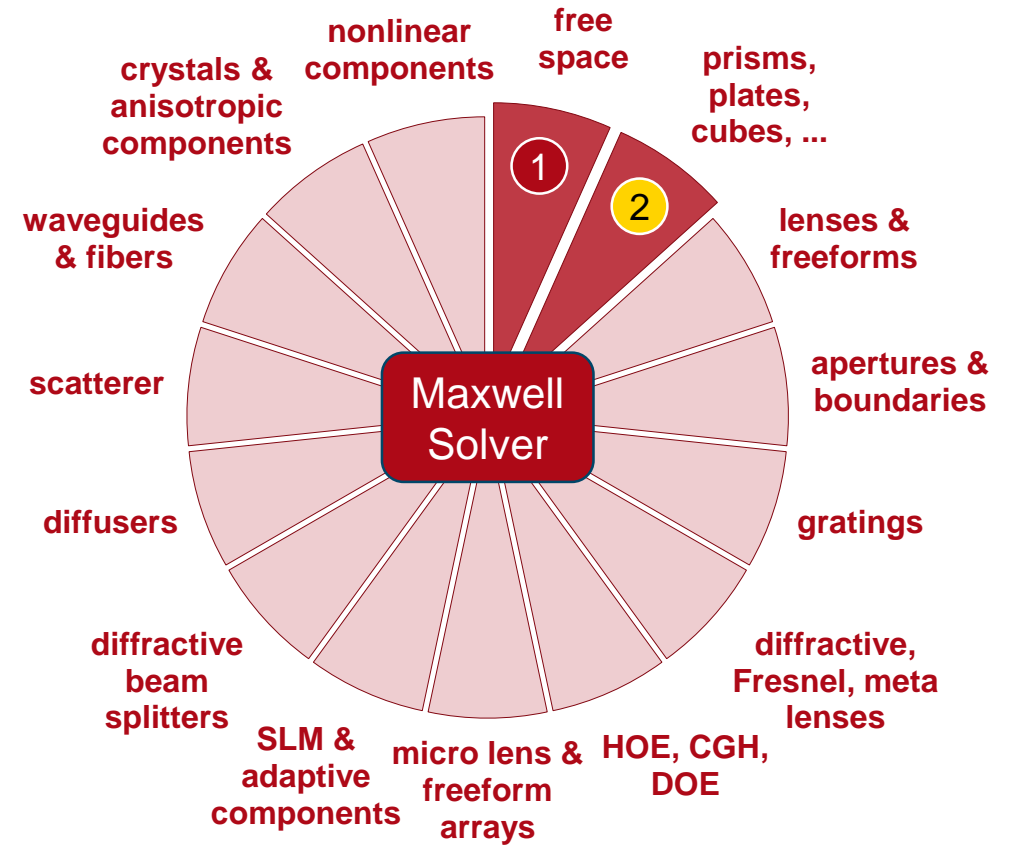 free
space
1
prisms,
plates,
cubes, ...
2
lenses &
freeforms
apertures &
boundaries
gratings
diffractive,
Fresnel, meta
lenses
HOE, CGH,
DOE
micro lens &
freeform
arrays
SLM &
adaptive
components
diffractive
beam
splitters
diffusers
scatterer
waveguides
& fibers
crystals &
anisotropic
components
nonlinear
components
Maxwell
Solver